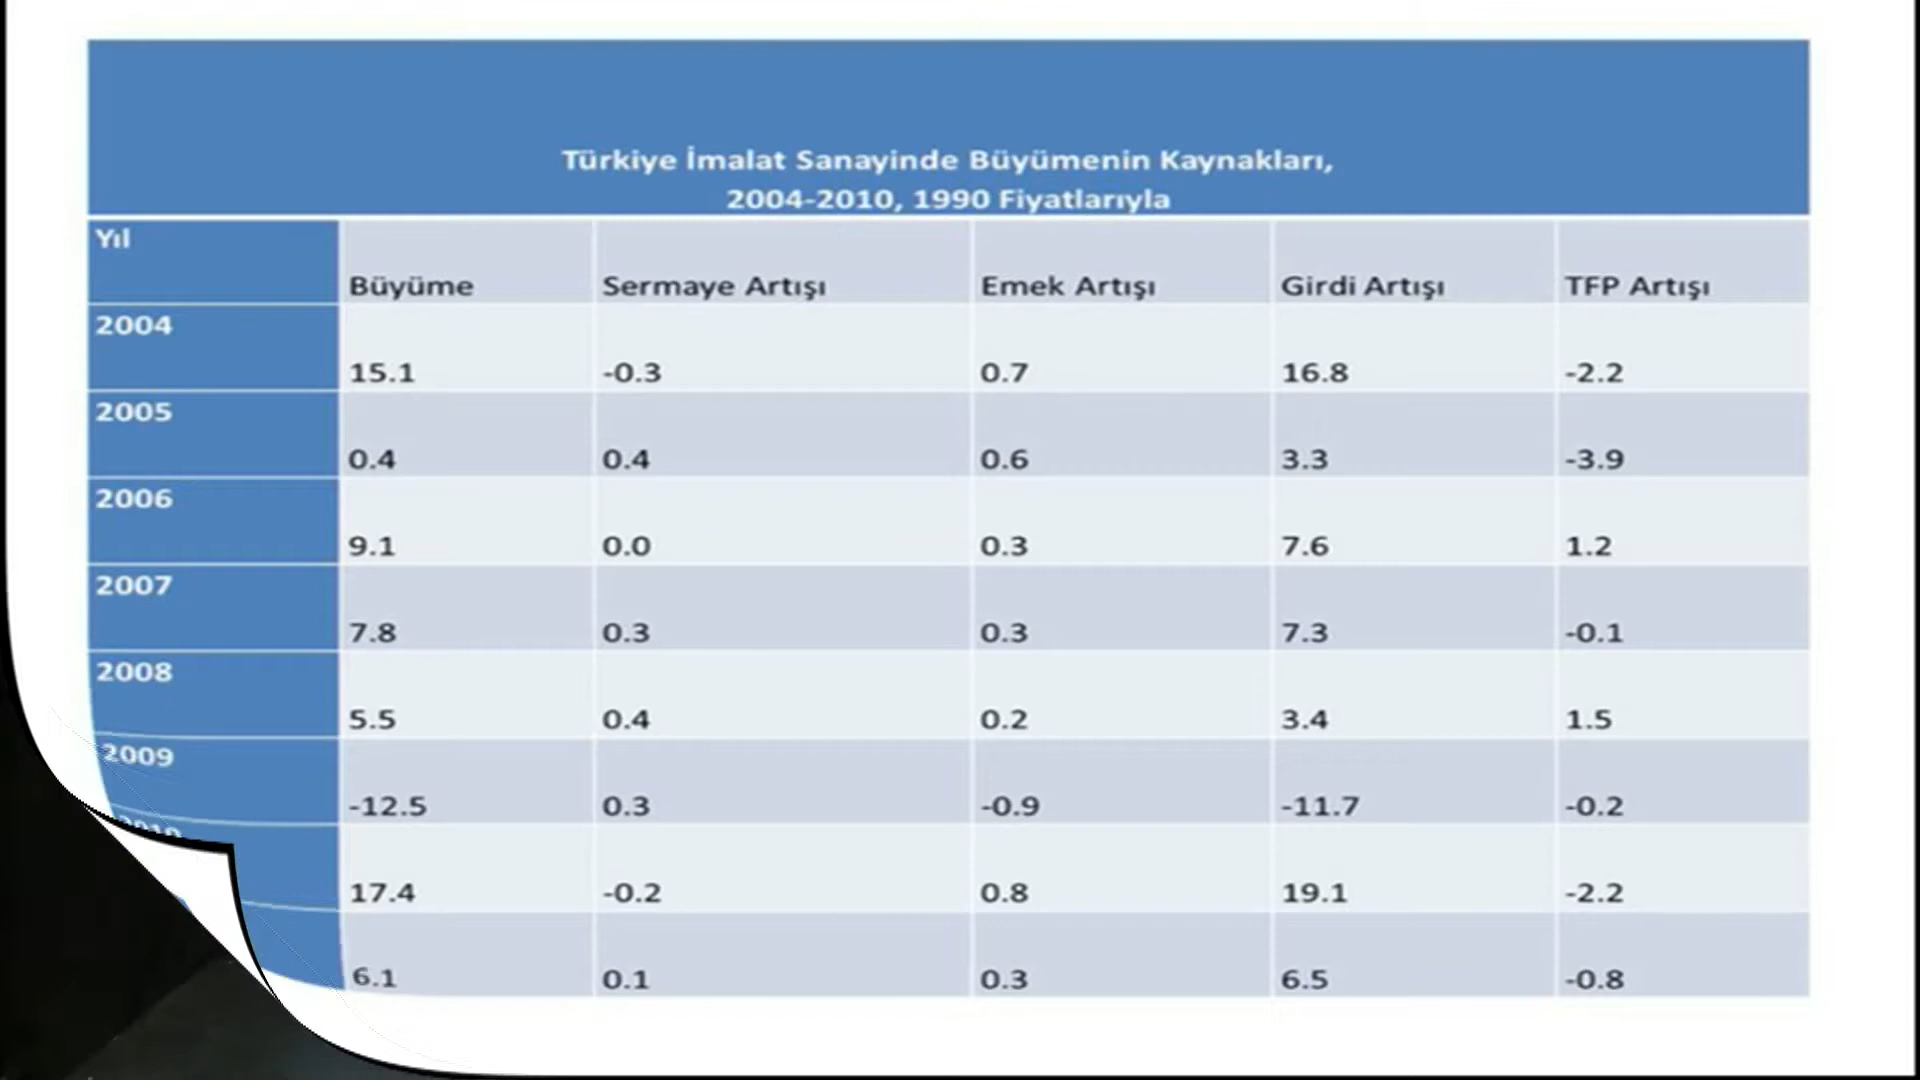 Türkiye İmalat Sanayinde Büyümenin Kaynakları,
2004-2010, 1990 Fiyatlarıyla
Yıl Büyüme Sermaye Artışı Emek Artışı Girdi Artışı TFP Artışı
2004 15.1 -0.3 0.7 16.8 -2.2
2005 0.4 0.4 0.6 3.3 -3.9
2006 9.1 0.0 0.3 7.6 1.2
2007 7.8 0.3 0.3 7.3 -0.1
2008 5.5 0.4 0.2 3.4 1.5
2009 -12.5 0.3 -0.9 -11.7 -0.2
2010 17.4 -0.2 0.8 19.1 -2.2
6.1 0.1 0.3 6.5 -0.8